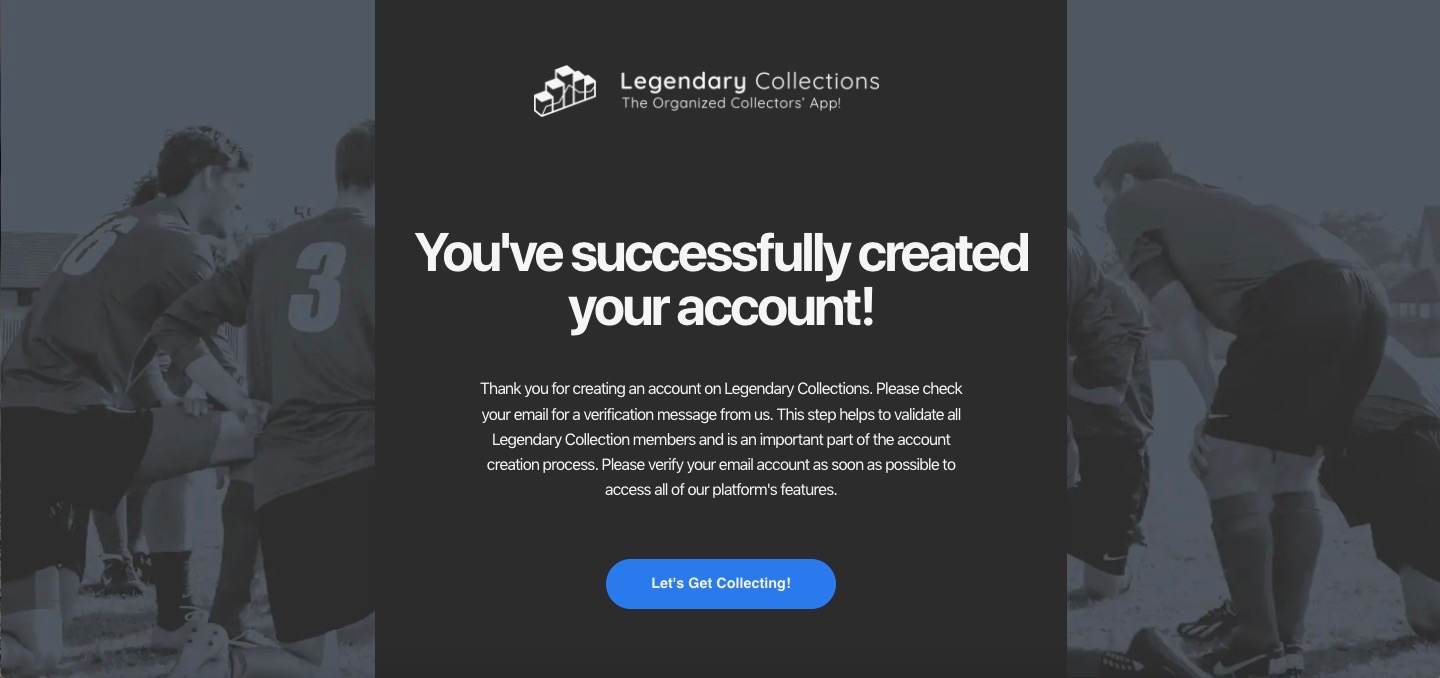 Legendary Collections
The Organized Collectors' App!
6
3
You've successfully created
your account!
Thank you for creating an account on Legendary Collections. Please check
your email for a verification message from us. This step helps to validate all
Legendary Collection members and is an important part of the account
creation process. Please verify your email account as soon as possible to
access all of our platform's features.
Let's Get Collecting!